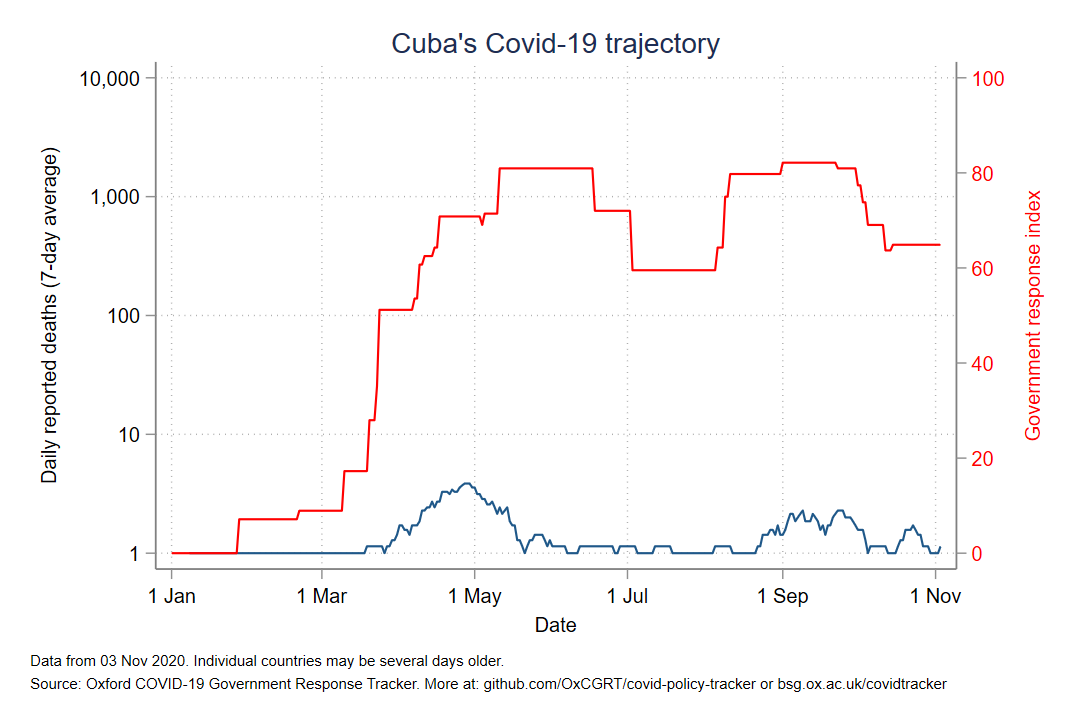 Cuba's Covid-19 trajectory
10,000
1,000
100
10
1
Daily reported deaths (7-day average)
100
80
60
40
20
0
Government response index
1 Jan
1 Mar
1 May
1 Jul
1 Sep
1 Nov
Date
Data from 03 Nov 2020. Individual countries may be several days older.
Source: Oxford COVID-19 Government Response Tracker. More at: github.com/OxCGRT/covid-policy-tracker or bsg.ox.ac.uk/covidtracker